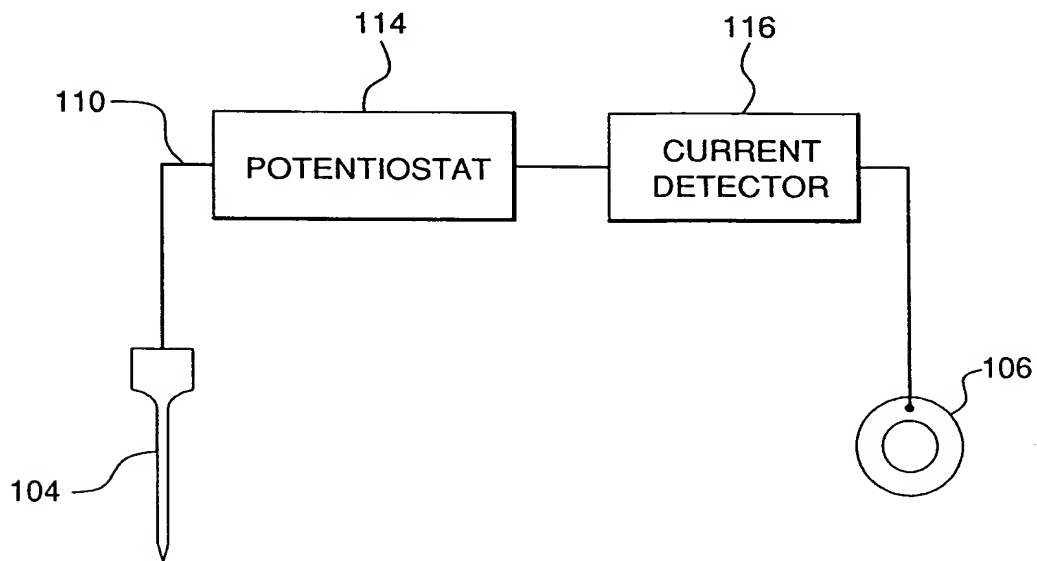 114
116
110
POTENTIOSTAT
CURRENT
DETECTOR
106
104